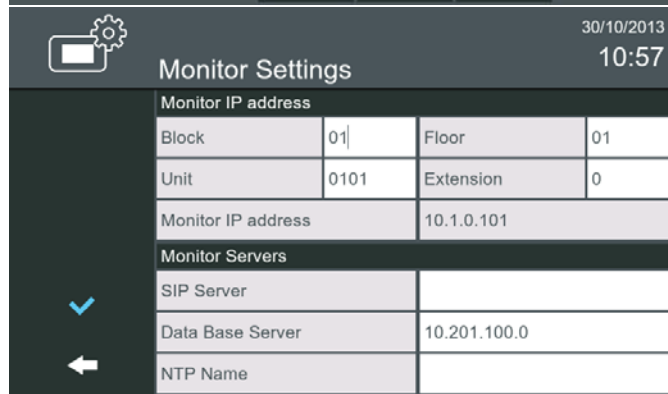 30/10/2013
10:57
Monitor Settings
Monitor IP address
Block 01 Floor 01
Unit 0101 Extension 0
Monitor IP address 10.1.0.101
Monitor Servers
SIP Server
Data Base Server 10.201.100.0
NTP Name